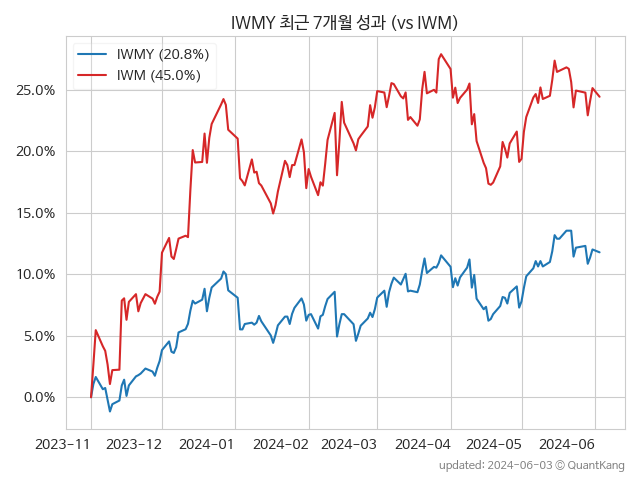 IWMY 최근 7개월 성과 (vs IWM)
IWMY (20.8%)
IWM (45.0%)
25.0%
20.0%
15.0%
10.0%
5.0%
0.0%
2023-11 2023-12 2024-01 2024-02 2024-03 2024-04 2024-05 2024-06
updated: 2024-06-03 © QuantKang